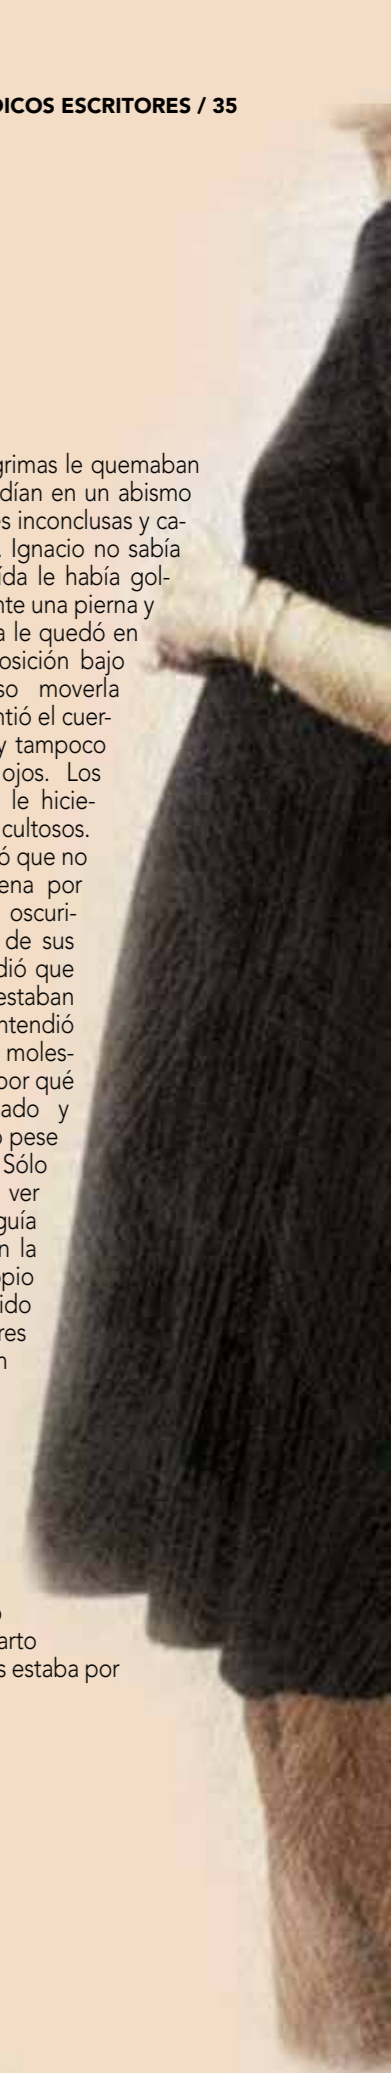 DICOS ESCRITORES / 35
grimas le quemaban
dían en un abismo
s inconclusas y ca-
. Ignacio no sabía
ída le había gol-
nte una pierna y
a le quedó en
osición bajo
so moverla
ntió el cuer-
y tampoco
ojos. Los
le hicie-
cultosos.
ó que no
ena por
oscuri-
de sus
dió que
estaban
ntendió
moles-
por qué
ado y
o pese
Sólo
ver
guía
n la
pio
ido
res
n
o
arto
s estaba por